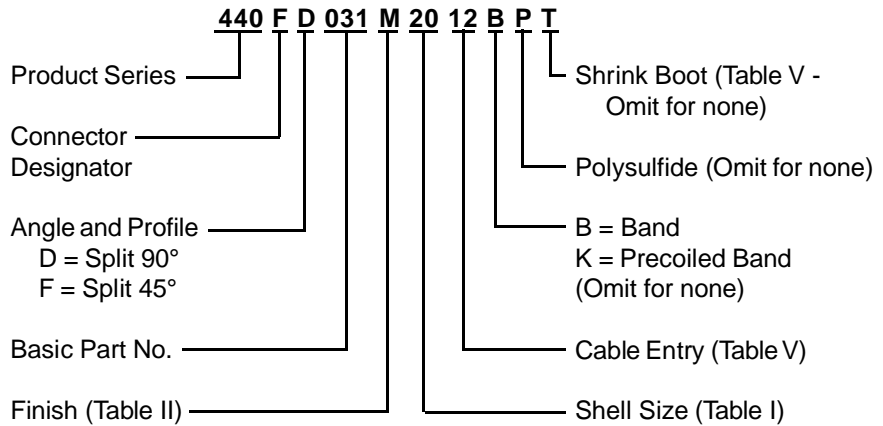 440 F D 031 M 20 12 B P T
Product Series
Connector
Designator
Angle and Profile
D = Split 90°
F = Split 45°
Basic Part No.
Finish (Table II)
Shrink Boot (Table V -
Omit for none)
Polysulfide (Omit for none)
B = Band
K = Precoiled Band
(Omit for none)
Cable Entry (Table V)
Shell Size (Table I)